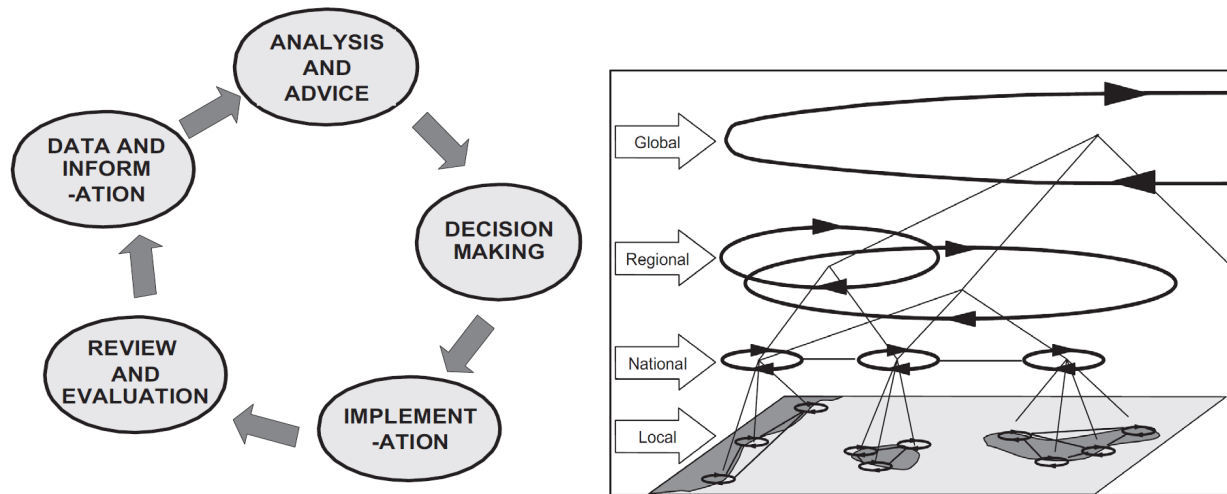 ANALYSIS
AND
ADVICE
DATA AND
INFORM
-ATION
DECISION
MAKING
REVIEW
AND
EVALUATION
IMPLEMENT
-ATION
Global
Regional
National
Local